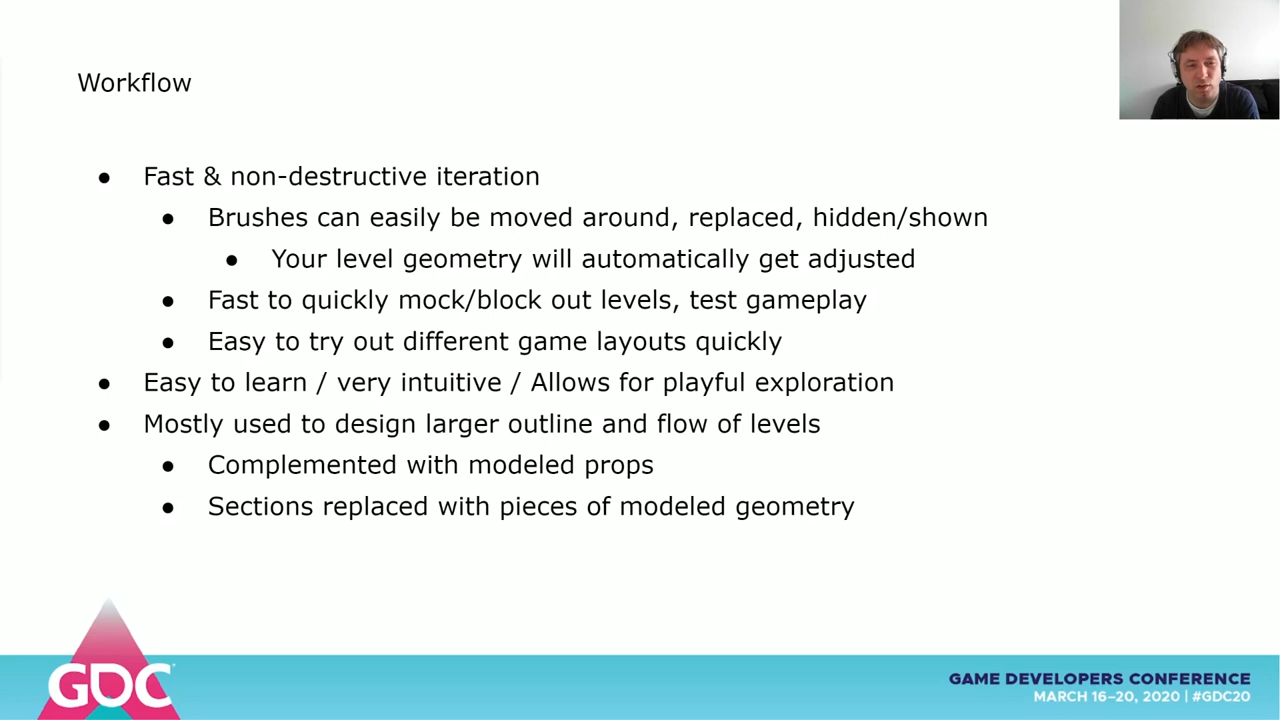 Workflow
● Fast & non-destructive iteration
● Brushes can easily be moved around, replaced, hidden/shown
● Your level geometry will automatically get adjusted
● Fast to quickly mock/block out levels, test gameplay
● Easy to try out different game layouts quickly
● Easy to learn / very intuitive / Allows for playful exploration
● Mostly used to design larger outline and flow of levels
● Complemented with modeled props
● Sections replaced with pieces of modeled geometry
GDC
GAME DEVELOPERS CONFERENCE
MARCH 16–20, 2020 | #GDC20